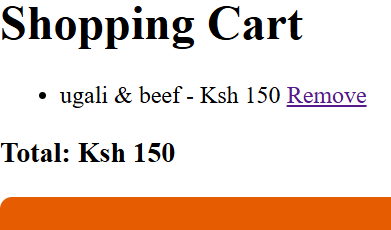 Shopping Cart
ugali & beef - Ksh 150 Remove
Total: Ksh 150